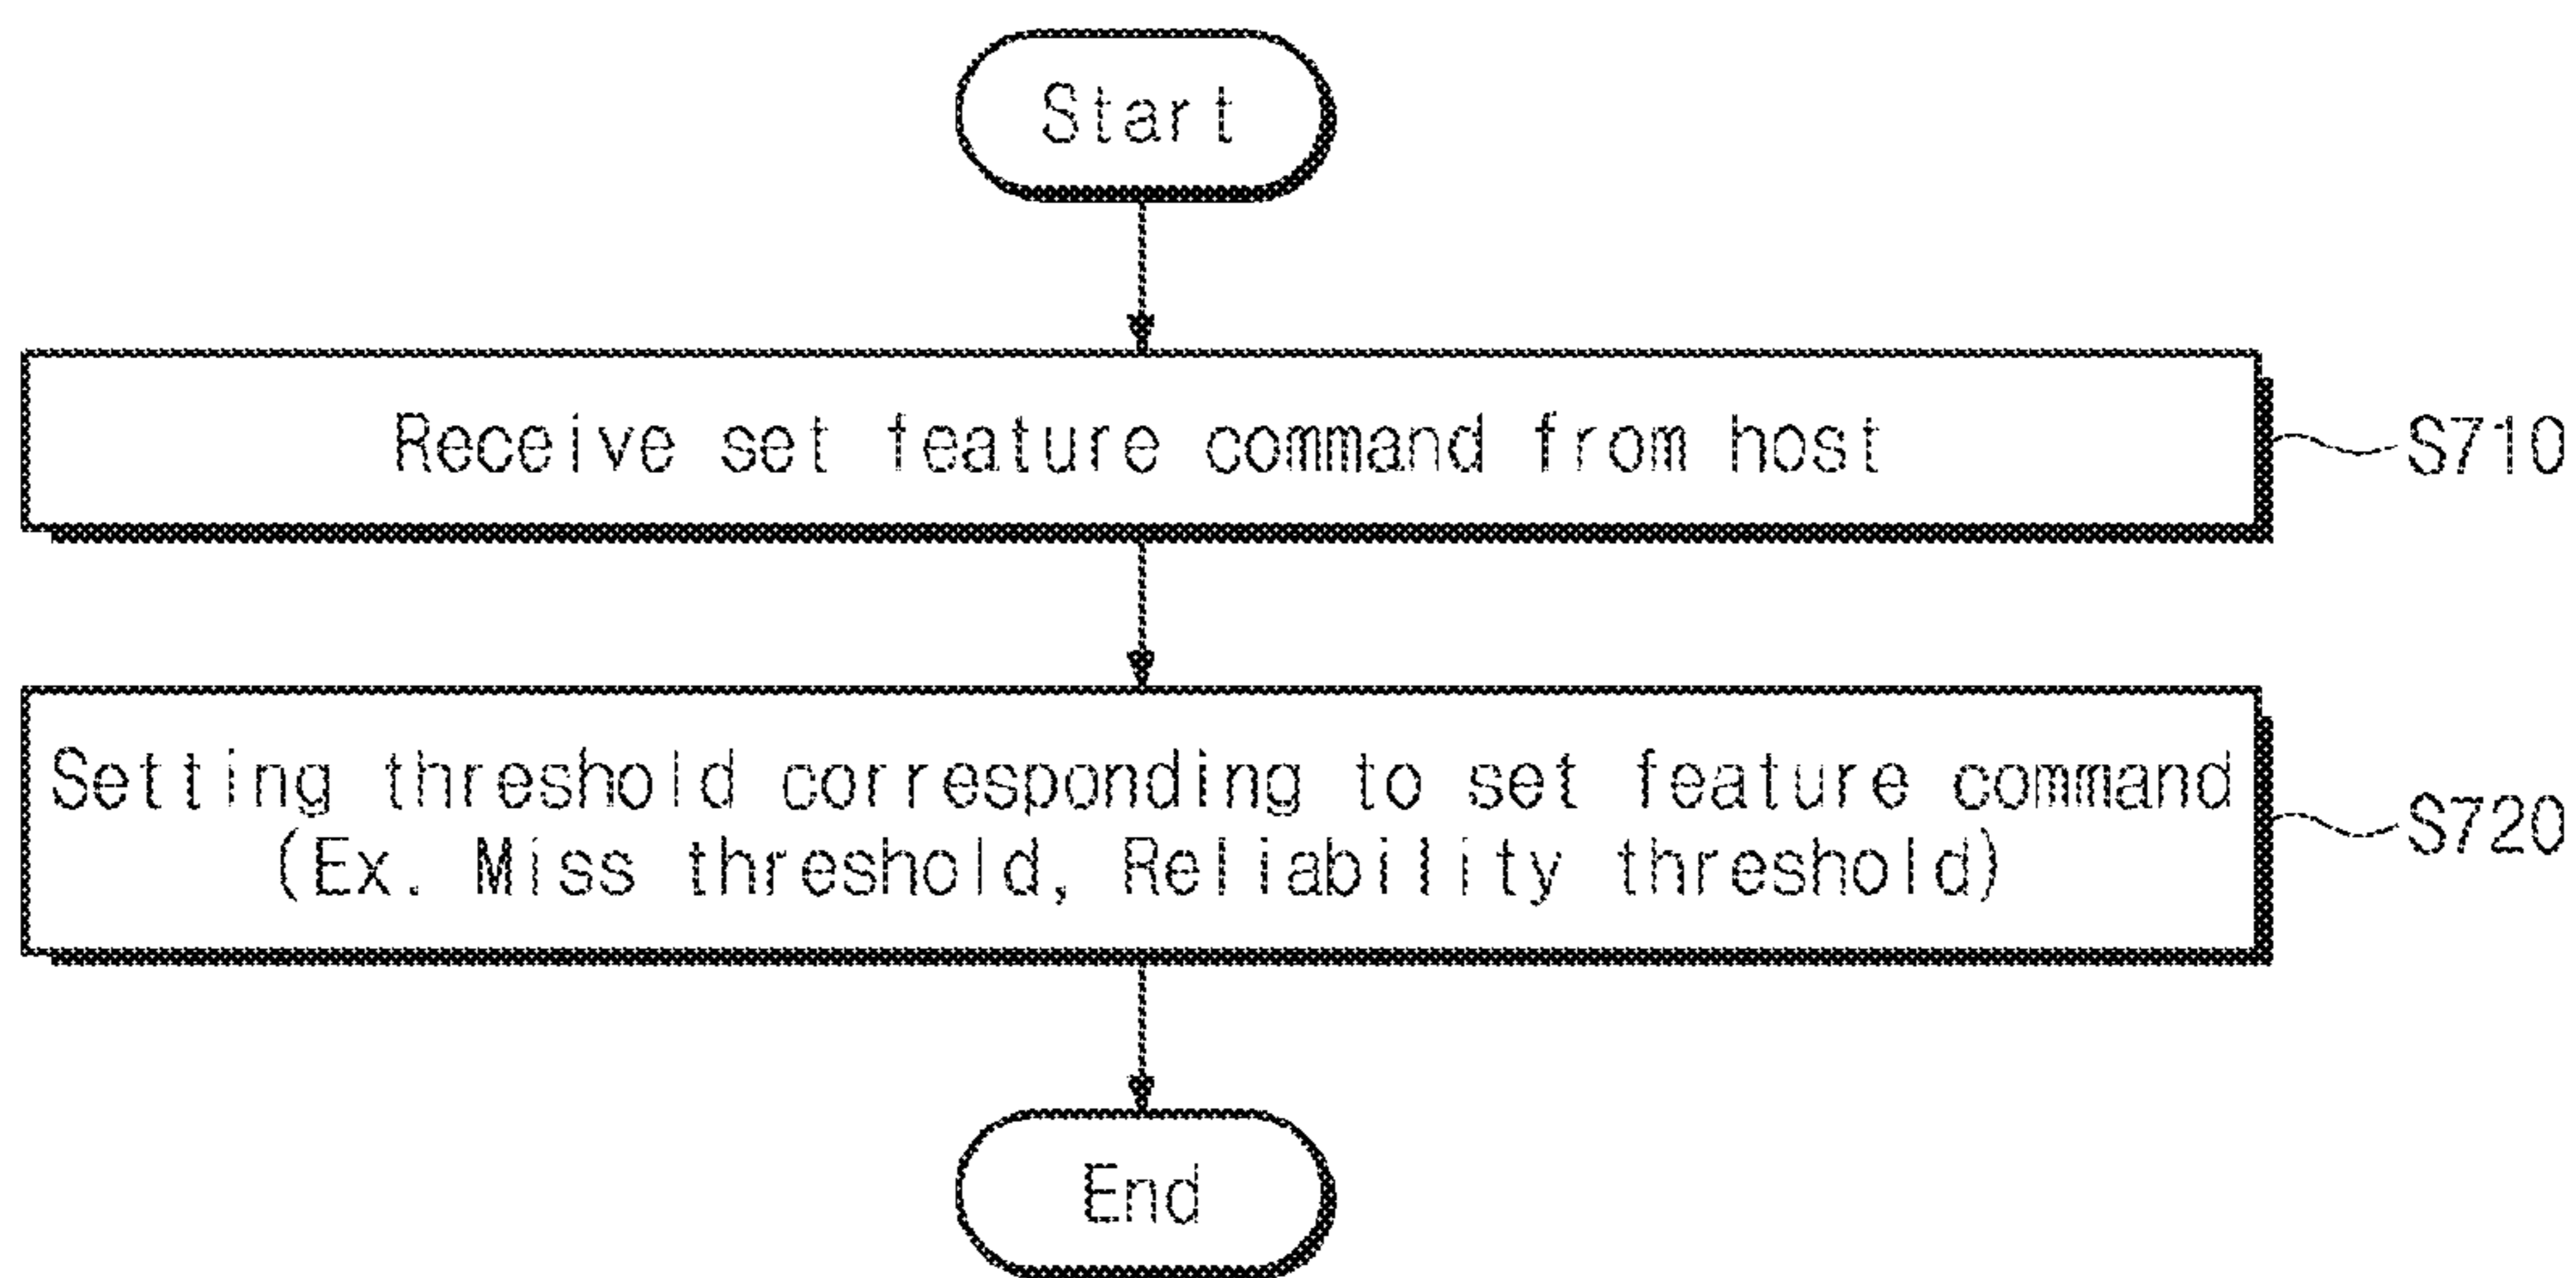 Start
Receive set feature command from host
S710
Setting threshold corresponding to set feature command
(Ex. Miss threshold, Reliability threshold)
S720
End